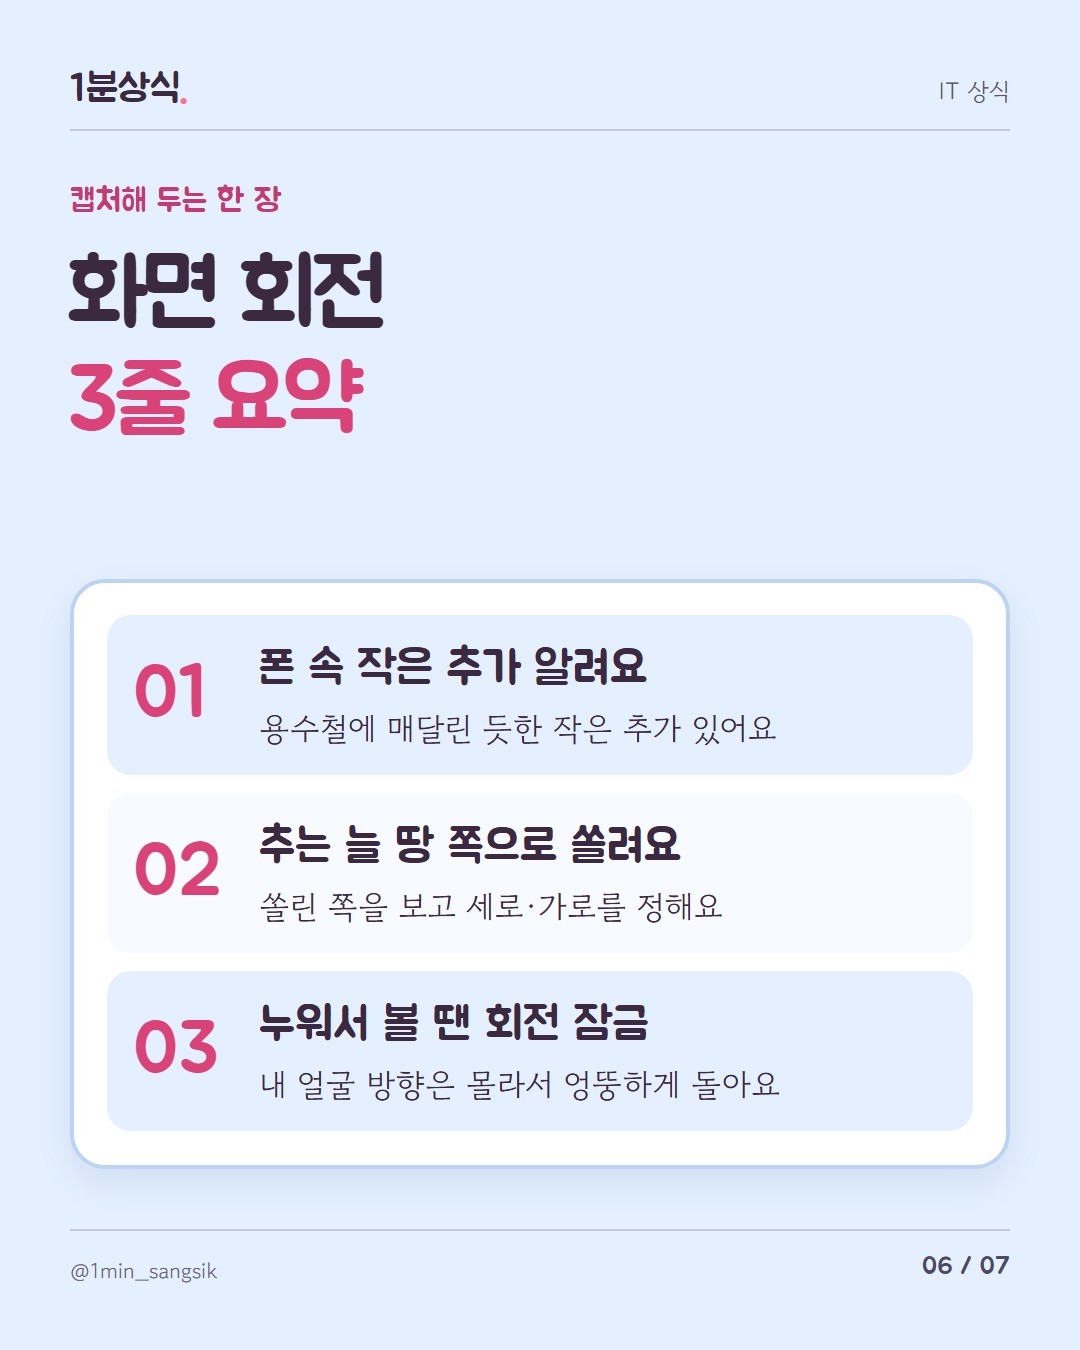 1분상식.
IT 상식
캡처해 두는 한 장
화면 회전
3줄 요약
01
폰 속 작은 추가 알려요
용수철에 매달린 듯한 작은 추가 있어요
02
추는 늘 땅 쪽으로 쏠려요
쏠린 쪽을 보고 세로·가로를 정해요
03
누워서 볼 땐 회전 잠금
내 얼굴 방향은 몰라서 엉뚱하게 돌아요
@1min_sangsik
06 / 07